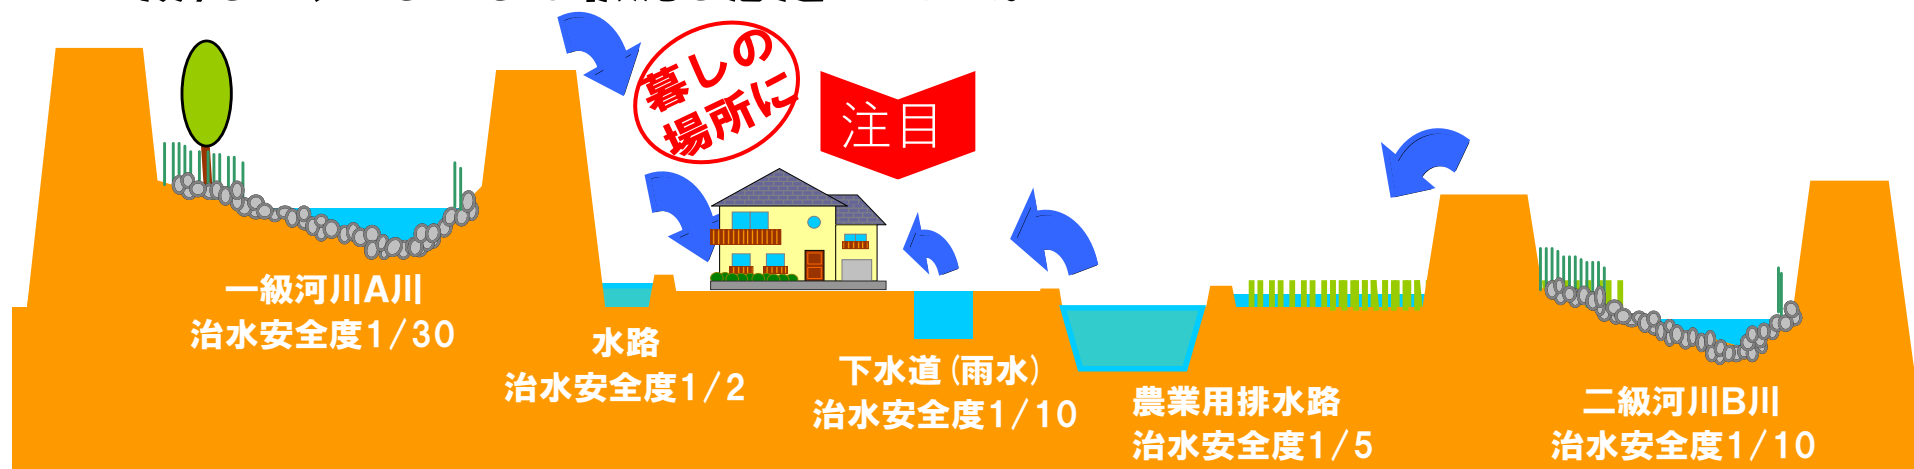 暮しの
場所に
注目
一級河川A川
治水安全度1/30
水路
治水安全度1/2
下水道(雨水)
治水安全度1/10
農業用排水路
治水安全度1/5
二級河川B川
治水安全度1/10